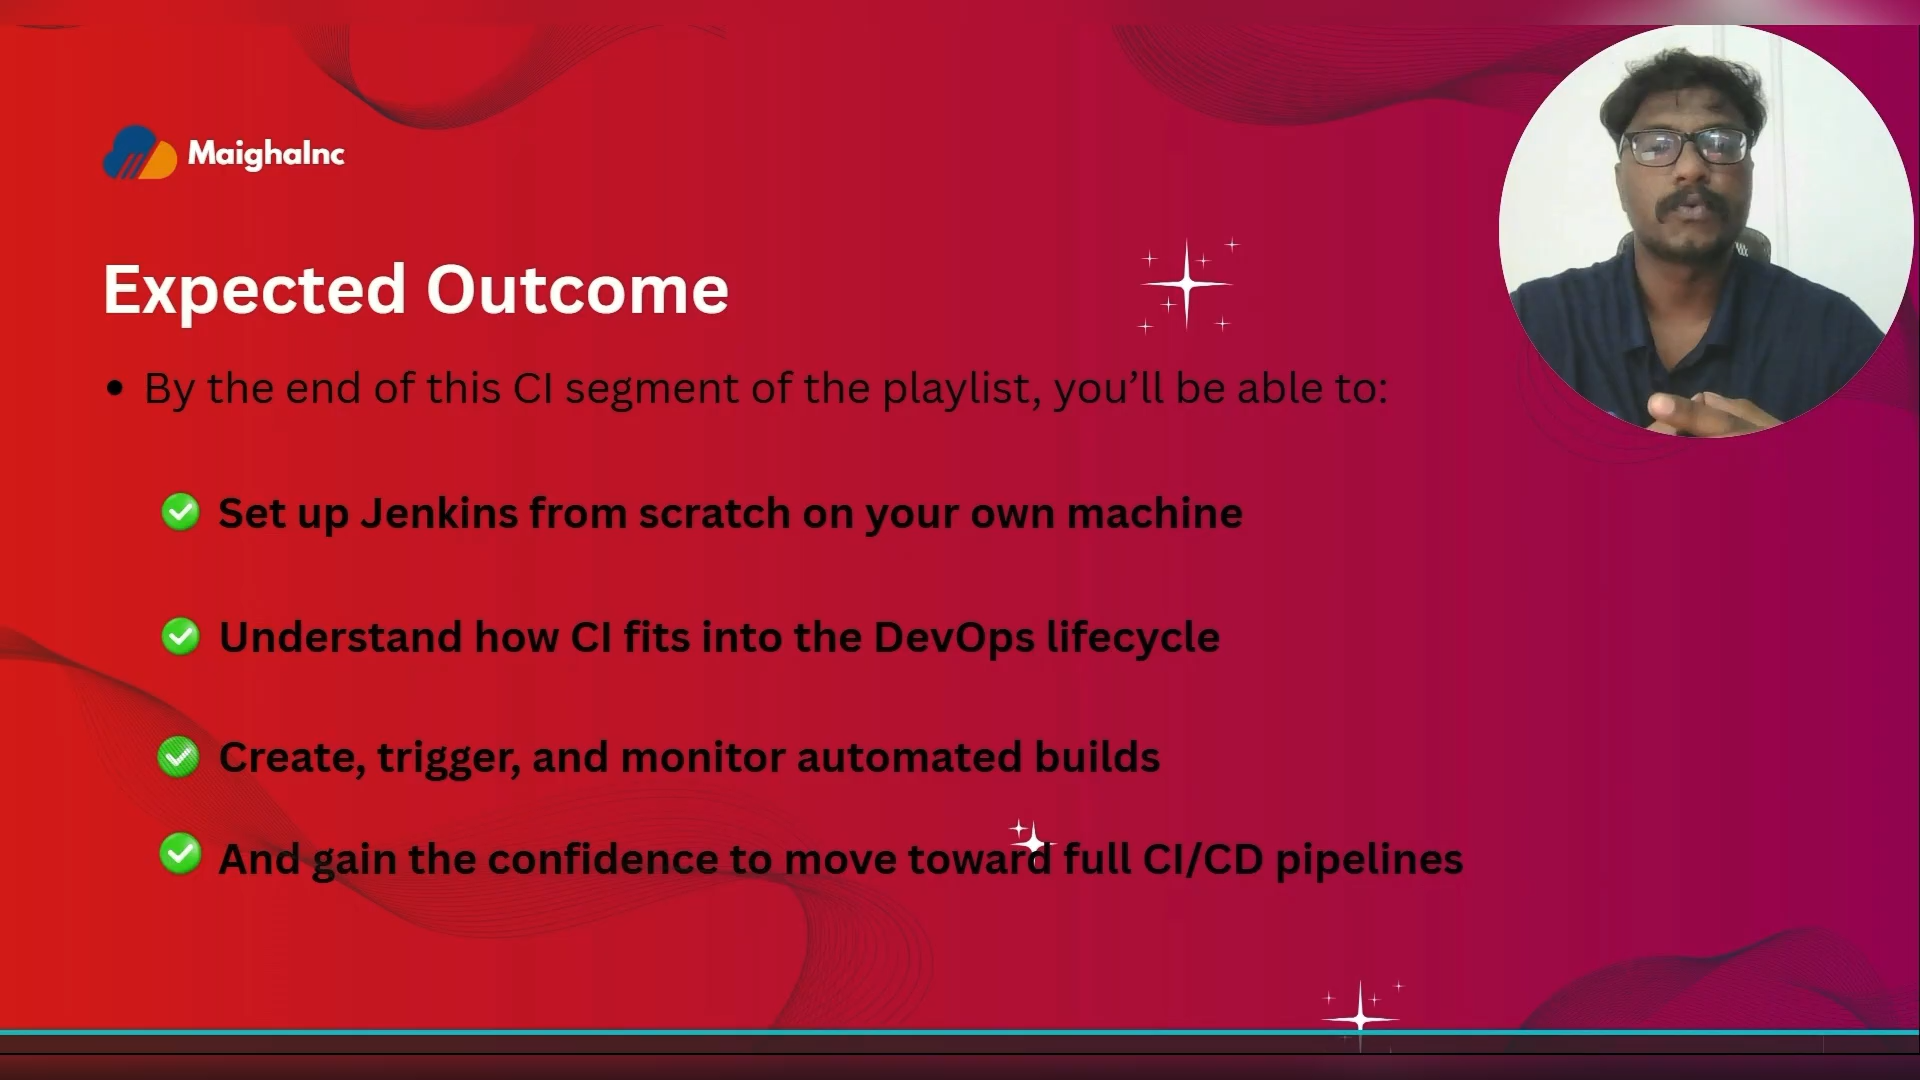 MaighaInc
Expected Outcome
• By the end of this CI segment of the playlist, you’ll be able to:
✅ Set up Jenkins from scratch on your own machine
✅ Understand how CI fits into the DevOps lifecycle
✅ Create, trigger, and monitor automated builds
✅ And gain the confidence to move toward full CI/CD pipelines